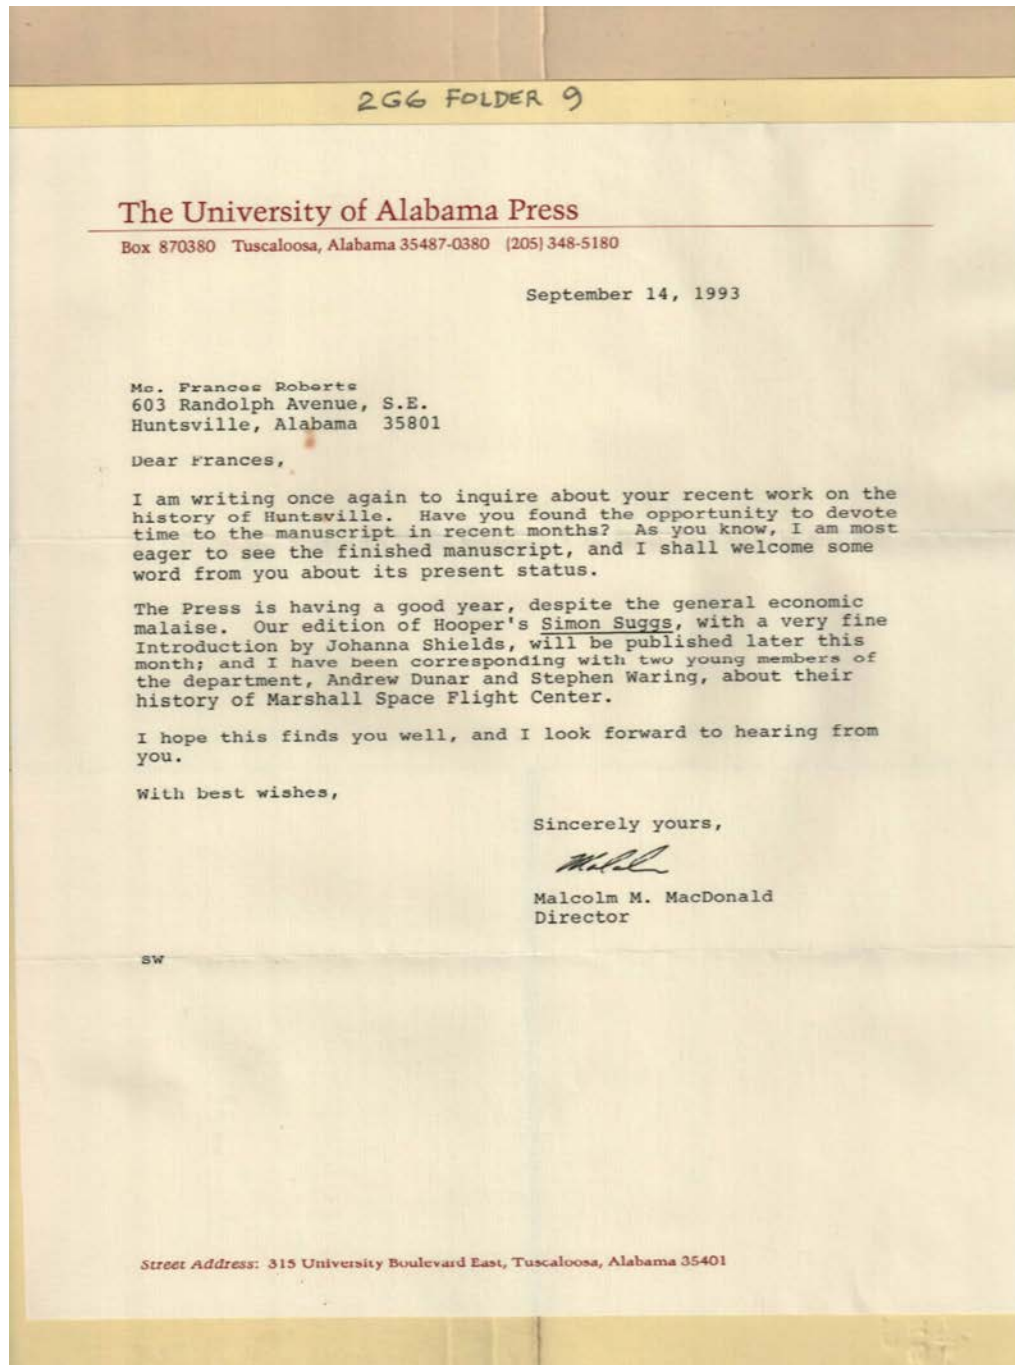 2G6 FOLDER 9
The University of Alabama Press
Box 870380 Tuscaloosa, Alabama 35487-0380 (205) 348-5180
September 14, 1993
Ms. Frances Roberts
603 Randolph Avenue, S.E.
Huntsville, Alabama 35801
Dear Frances,
I am writing once again to inquire about your recent work on the
history of Huntsville. Have you found the opportunity to devote
time to the manuscript in recent months? As you know, I am most
eager to see the finished manuscript, and I shall welcome some
word from you about its present status.
The Press is having a good year, despite the general economic
malaise. Our edition of Hooper's Simon Suggs, with a very fine
Introduction by Johanna Shields, will be published later this
month; and I have been corresponding with two young members of
the department, Andrew Dunar and Stephen Waring, about their
history of Marshall Space Flight Center.
I hope this finds you well, and I look forward to hearing from
you.
With best wishes,
Sincerely yours,
Malcolm M. MacDonald
Director
sw
Street Address: 315 University Boulevard East, Tuscaloosa, Alabama 35401